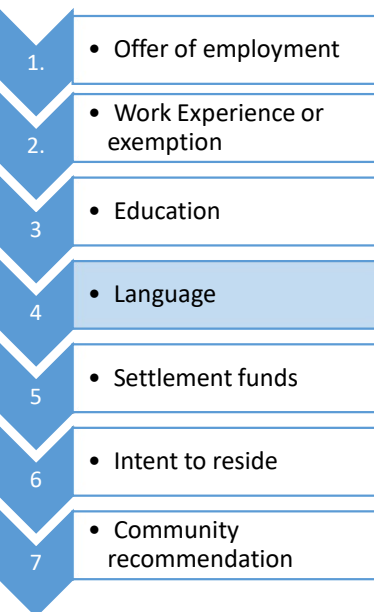 1.
• Offer of employment
2.
• Work Experience or
exemption
3
• Education
4
• Language
5
• Settlement funds
6
• Intent to reside
7
• Community
recommendation